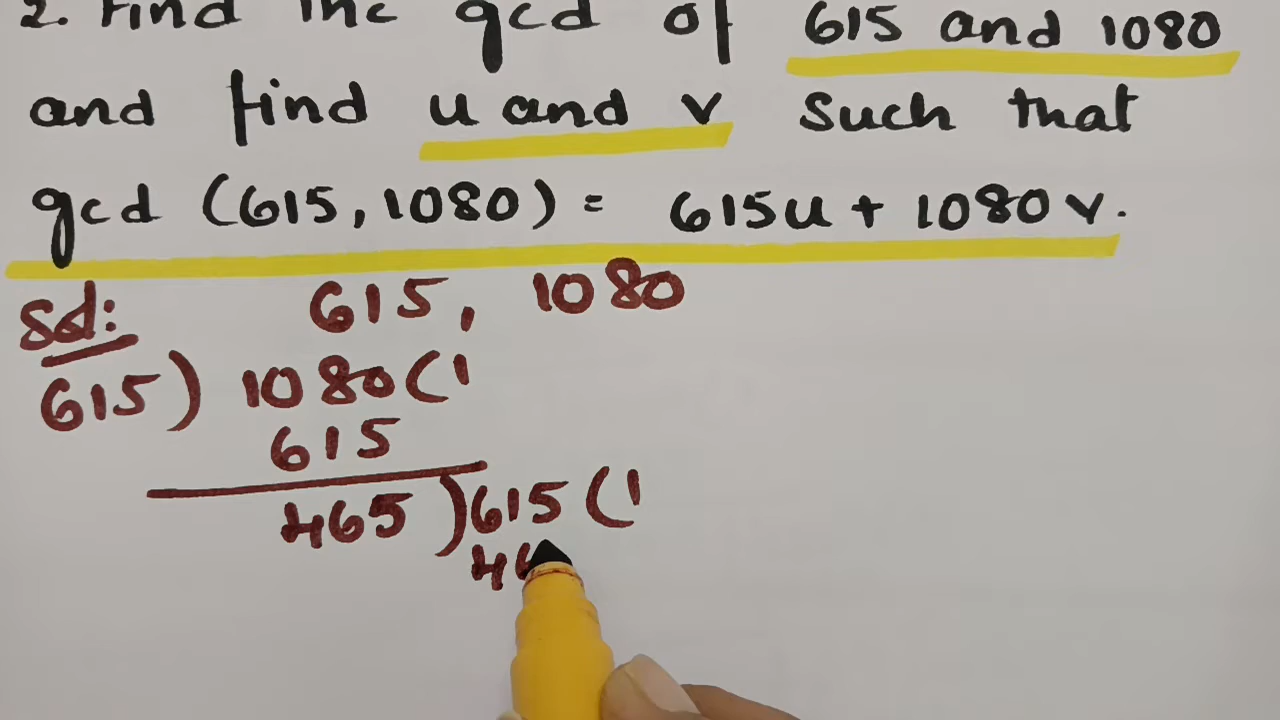 2. Find the gcd of 615 and 1080
and find u and v such that
gcd (615, 1080) = 615u + 1080v.
Sol: 615, 1080
615) 1080(1
615
465)615(1